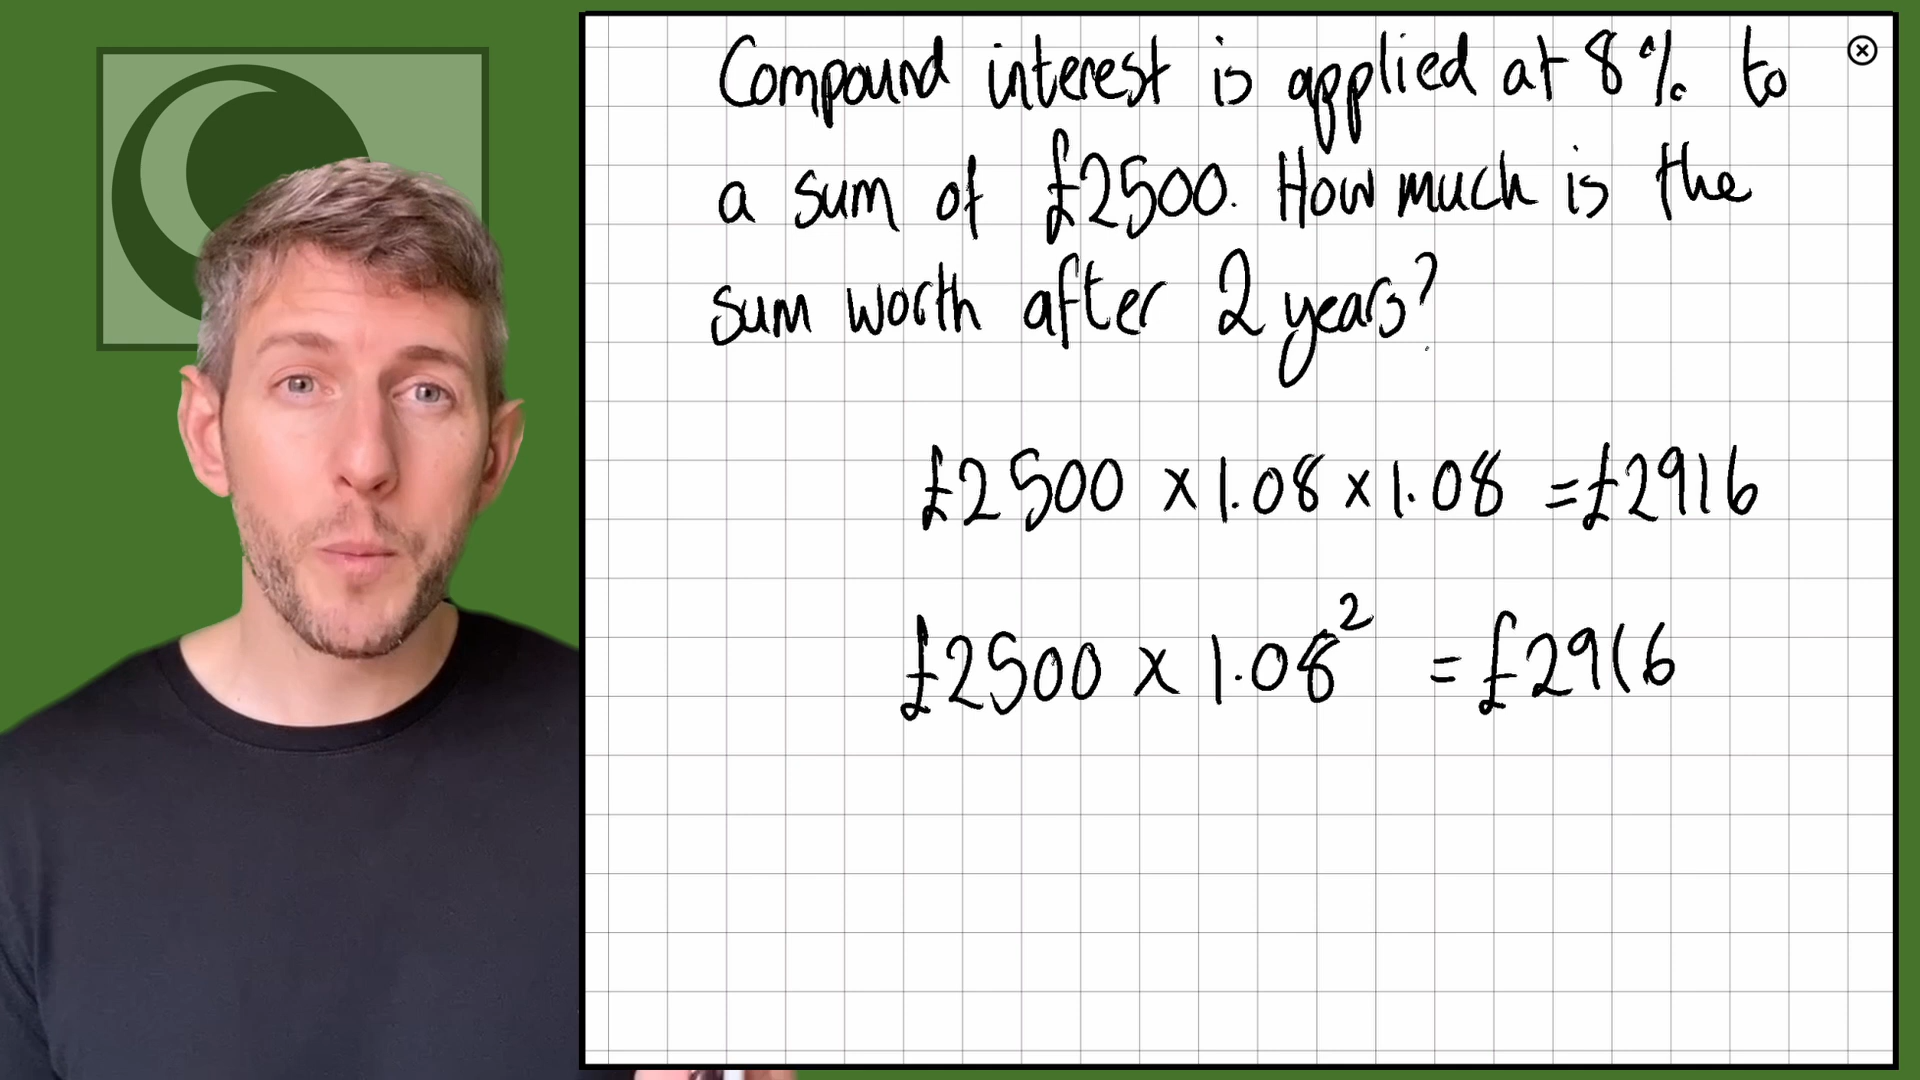 Compound interest is applied at 8% to
a sum of £2500. How much is the
sum worth after 2 years?
£2500 × 1.08 × 1.08 = £2916
£2500 × 1.08² = £2916